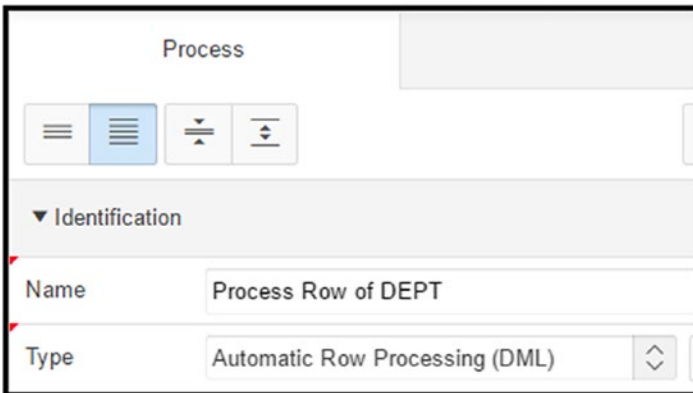 Process
Identification
Name Process Row of DEPT
Type Automatic Row Processing (DML)